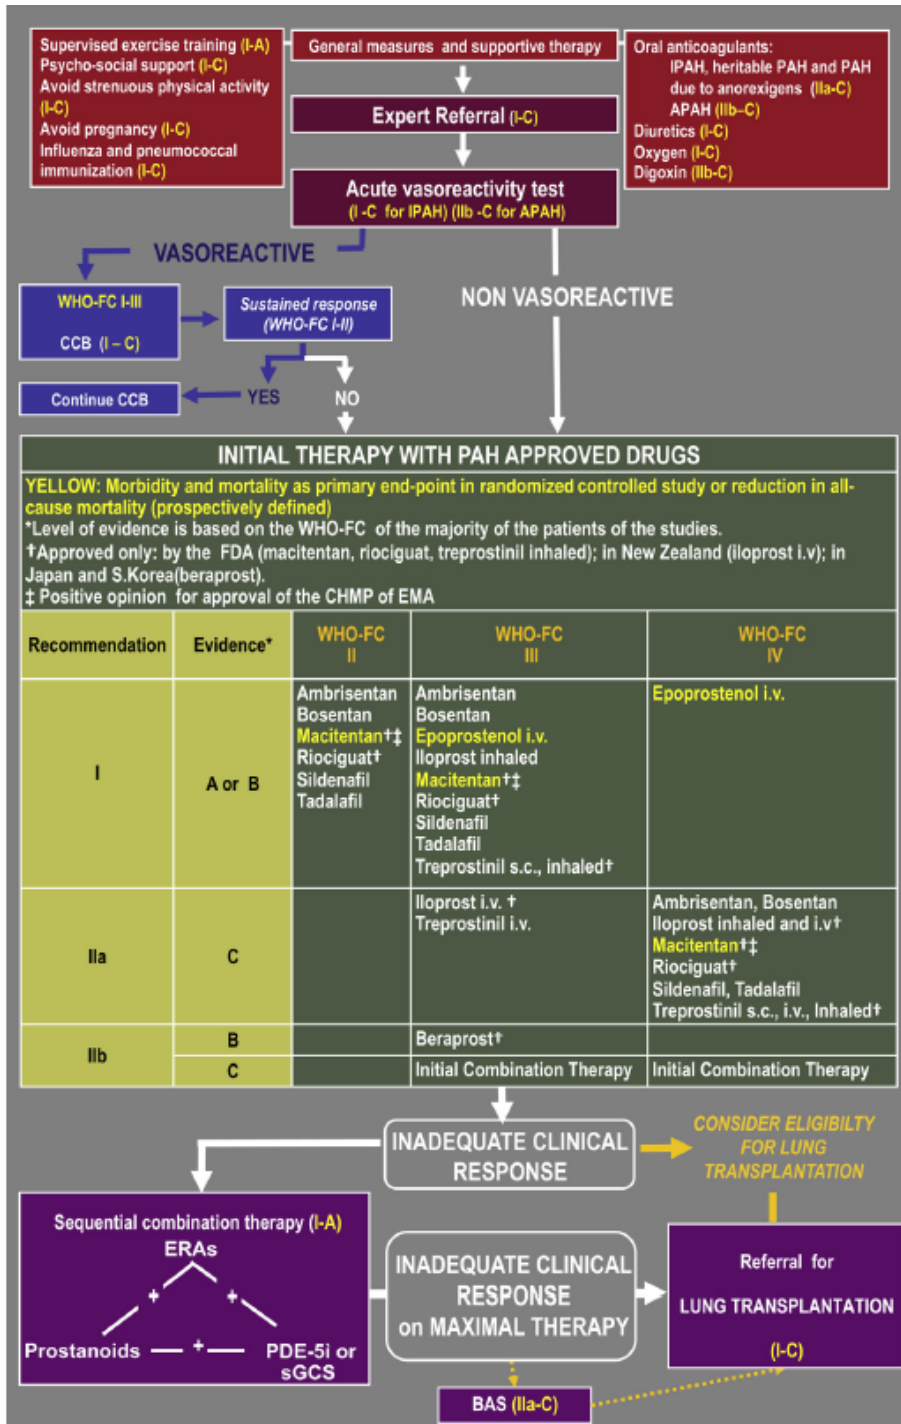 Supervised exercise training (I-A)
Psycho-social support (I-C)
Avoid strenuous physical activity
(I-C)
Avoid pregnancy (I-C)
Influenza and pneumococcal
immunization (I-C)
General measures and supportive therapy
Oral anticoagulants:
IPAH, heritable PAH and PAH
due to anorexigens (IIa-C)
APAH (IIb–C)
Diuretics (I-C)
Oxygen (I-C)
Digoxin (IIb-C)
Expert Referral (I-C)
Acute vasoreactivity test
(I -C for IPAH) (IIb -C for APAH)
VASOREACTIVE
NON VASOREACTIVE
WHO-FC I-III
CCB (I – C)
Sustained response
(WHO-FC I-II)
Continue CCB
YES
NO
INITIAL THERAPY WITH PAH APPROVED DRUGS
YELLOW: Morbidity and mortality as primary end-point in randomized controlled study or reduction in all-
cause mortality (prospectively defined)
*Level of evidence is based on the WHO-FC of the majority of the patients of the studies.
†Approved only: by the FDA (macitentan, riociguat, treprostinil inhaled); in New Zealand (iloprost i.v); in
Japan and S.Korea(beraprost).
‡ Positive opinion for approval of the CHMP of EMA
Recommendation
Evidence*
WHO-FC
II
WHO-FC
III
WHO-FC
IV
I
A or B
Ambrisentan
Bosentan
Macitentan†‡
Riociguat†
Sildenafil
Tadalafil
Ambrisentan
Bosentan
Epoprostenol i.v.
Iloprost inhaled
Macitentan†‡
Riociguat†
Sildenafil
Tadalafil
Treprostinil s.c., inhaled†
Epoprostenol i.v.
IIa
C
Iloprost i.v. †
Treprostinil i.v.
Ambrisentan, Bosentan
Iloprost inhaled and i.v†
Macitentan†‡
Riociguat†
Sildenafil, Tadalafil
Treprostinil s.c., i.v., Inhaled†
IIb
B
Beraprost†
C
Initial Combination Therapy
Initial Combination Therapy
INADEQUATE CLINICAL
RESPONSE
CONSIDER ELIGIBILTY
FOR LUNG
TRANSPLANTATION
Sequential combination therapy (I-A)
ERAs
+
+
Prostanoids
+
PDE-5i or
sGCS
INADEQUATE CLINICAL
RESPONSE
on MAXIMAL THERAPY
Referral for
LUNG TRANSPLANTATION
(I-C)
BAS (IIa-C)